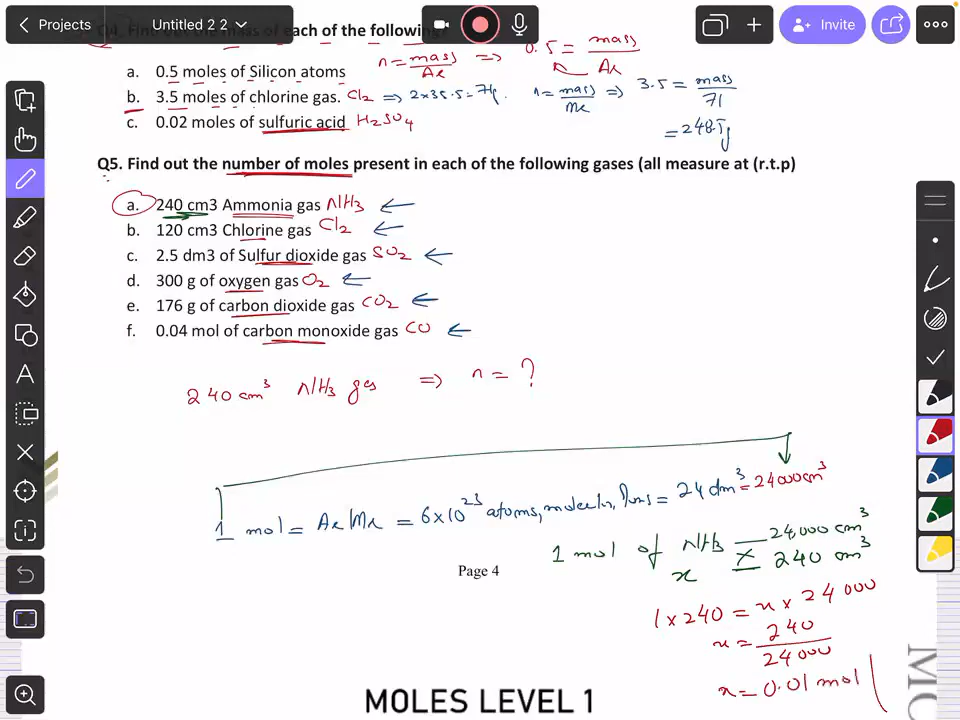 Projects Untitled 2 2 Invite
Q4. Find out the mass of each of the following?
n = mass/Ar ⇒ 0.5 = mass/Ar
a. 0.5 moles of Silicon atoms
b. 3.5 moles of chlorine gas. Cl2 ⇒ 2×35.5=71g. n = mass/Mr ⇒ 3.5 = mass/71
= 248.5g
c. 0.02 moles of sulfuric acid H2SO4
Q5. Find out the number of moles present in each of the following gases (all measure at (r.t.p)
a. 240 cm3 Ammonia gas NH3
b. 120 cm3 Chlorine gas Cl2
c. 2.5 dm3 of Sulfur dioxide gas SO2
d. 300 g of oxygen gas O2
e. 176 g of carbon dioxide gas CO2
f. 0.04 mol of carbon monoxide gas CO
240 cm³ NH3 gas ⇒ n = ?
1 mol = Ar/Mr = 6×10²³ atoms, molecules, Ions = 24 dm³ = 24000cm³
1 mol of NH3 — 24,000 cm³
x 240 cm³
1 × 240 = x × 24000
x = 240/24000
x = 0.01 mol
Page 4
MC
MOLES LEVEL 1